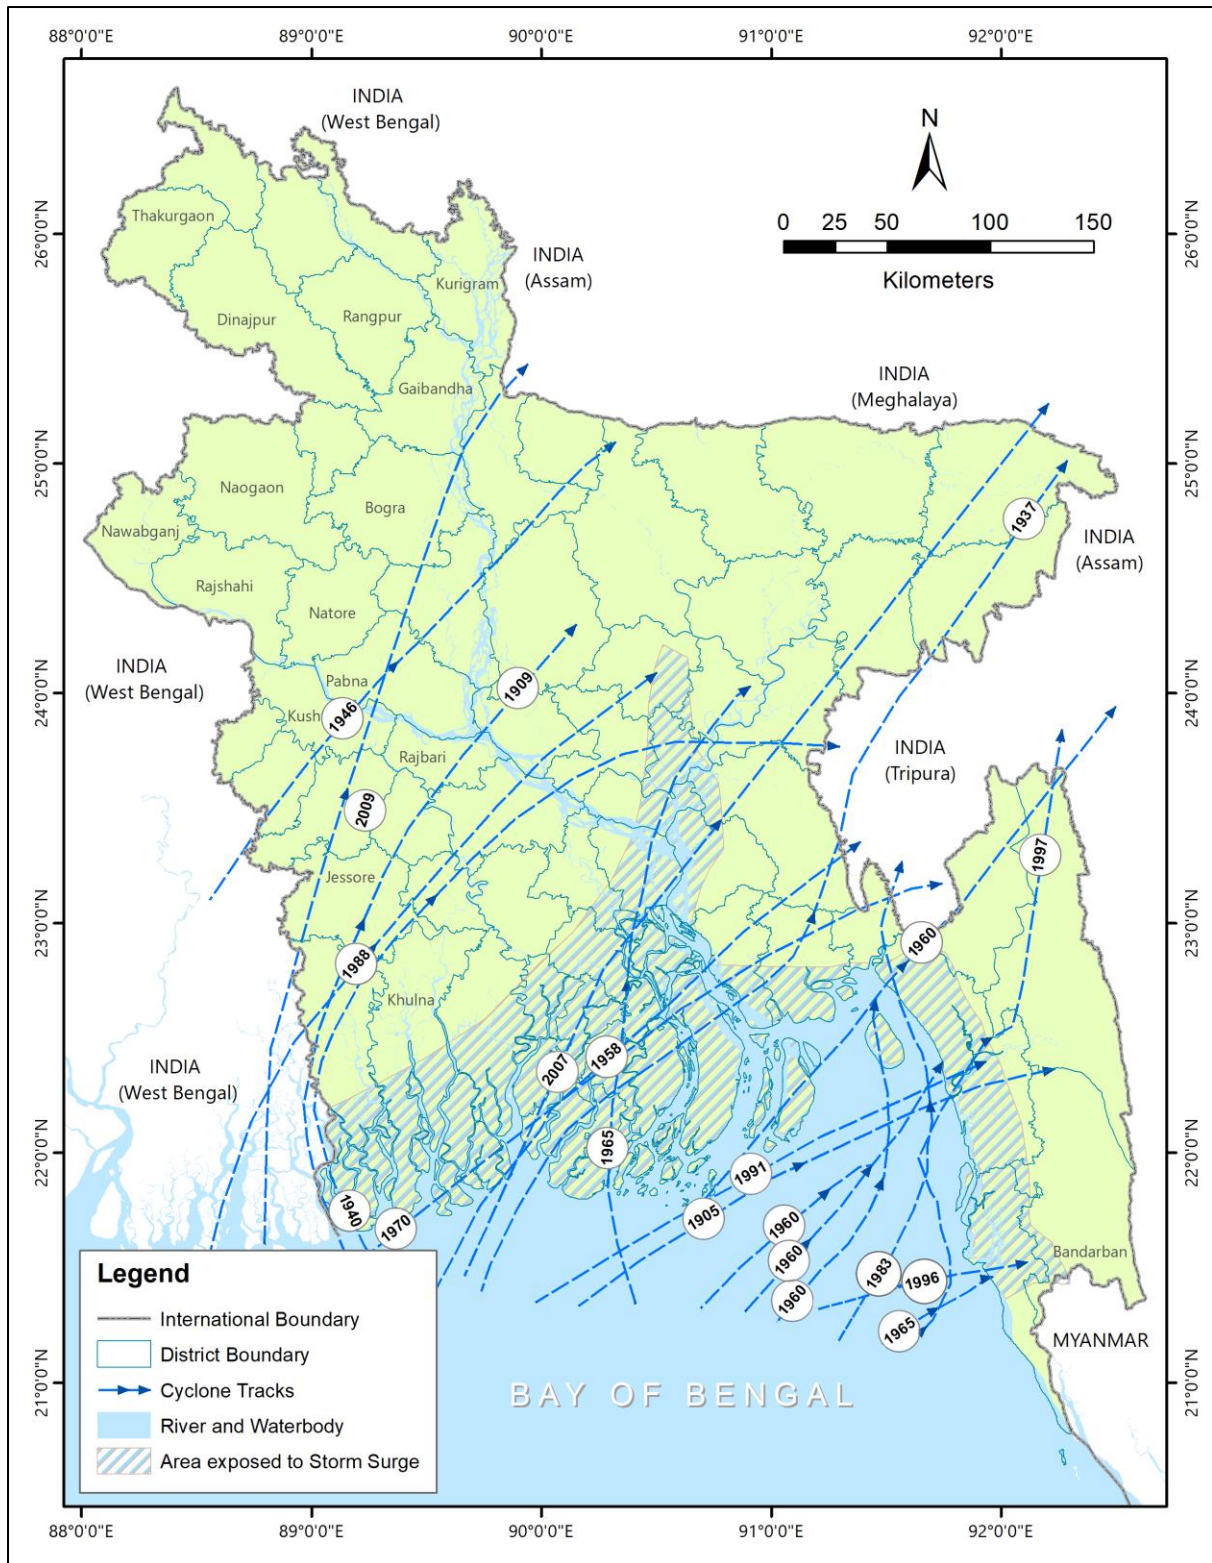 88°0'0"E
89°0'0"E
90°0'0"E
91°0'0"E
92°0'0"E
INDIA
(West Bengal)
N
0 25 50 100 150
Kilometers
26°0'0"N
26°0'0"N
Thakurgaon
INDIA
(Assam)
Kurigram
Dinajpur
Rangpur
Gaibandha
INDIA
(Meghalaya)
25°0'0"N
25°0'0"N
Naogaon
Bogra
Nawabganj
1937
INDIA
(Assam)
Rajshahi
Natore
INDIA
(West Bengal)
Pabna
1909
24°0'0"N
24°0'0"N
Kush
1946
Rajbari
INDIA
(Tripura)
2009
1997
Jessore
23°0'0"N
23°0'0"N
1988
1960
Khulna
INDIA
(West Bengal)
2007
1958
22°0'0"N
22°0'0"N
1965
1991
1940
1970
1905
1960
1960
1960
1983
1996
Bandarban
1965
MYANMAR
21°0'0"N
21°0'0"N
BAY OF BENGAL
Legend
International Boundary
District Boundary
Cyclone Tracks
River and Waterbody
Area exposed to Storm Surge
88°0'0"E
89°0'0"E
90°0'0"E
91°0'0"E
92°0'0"E